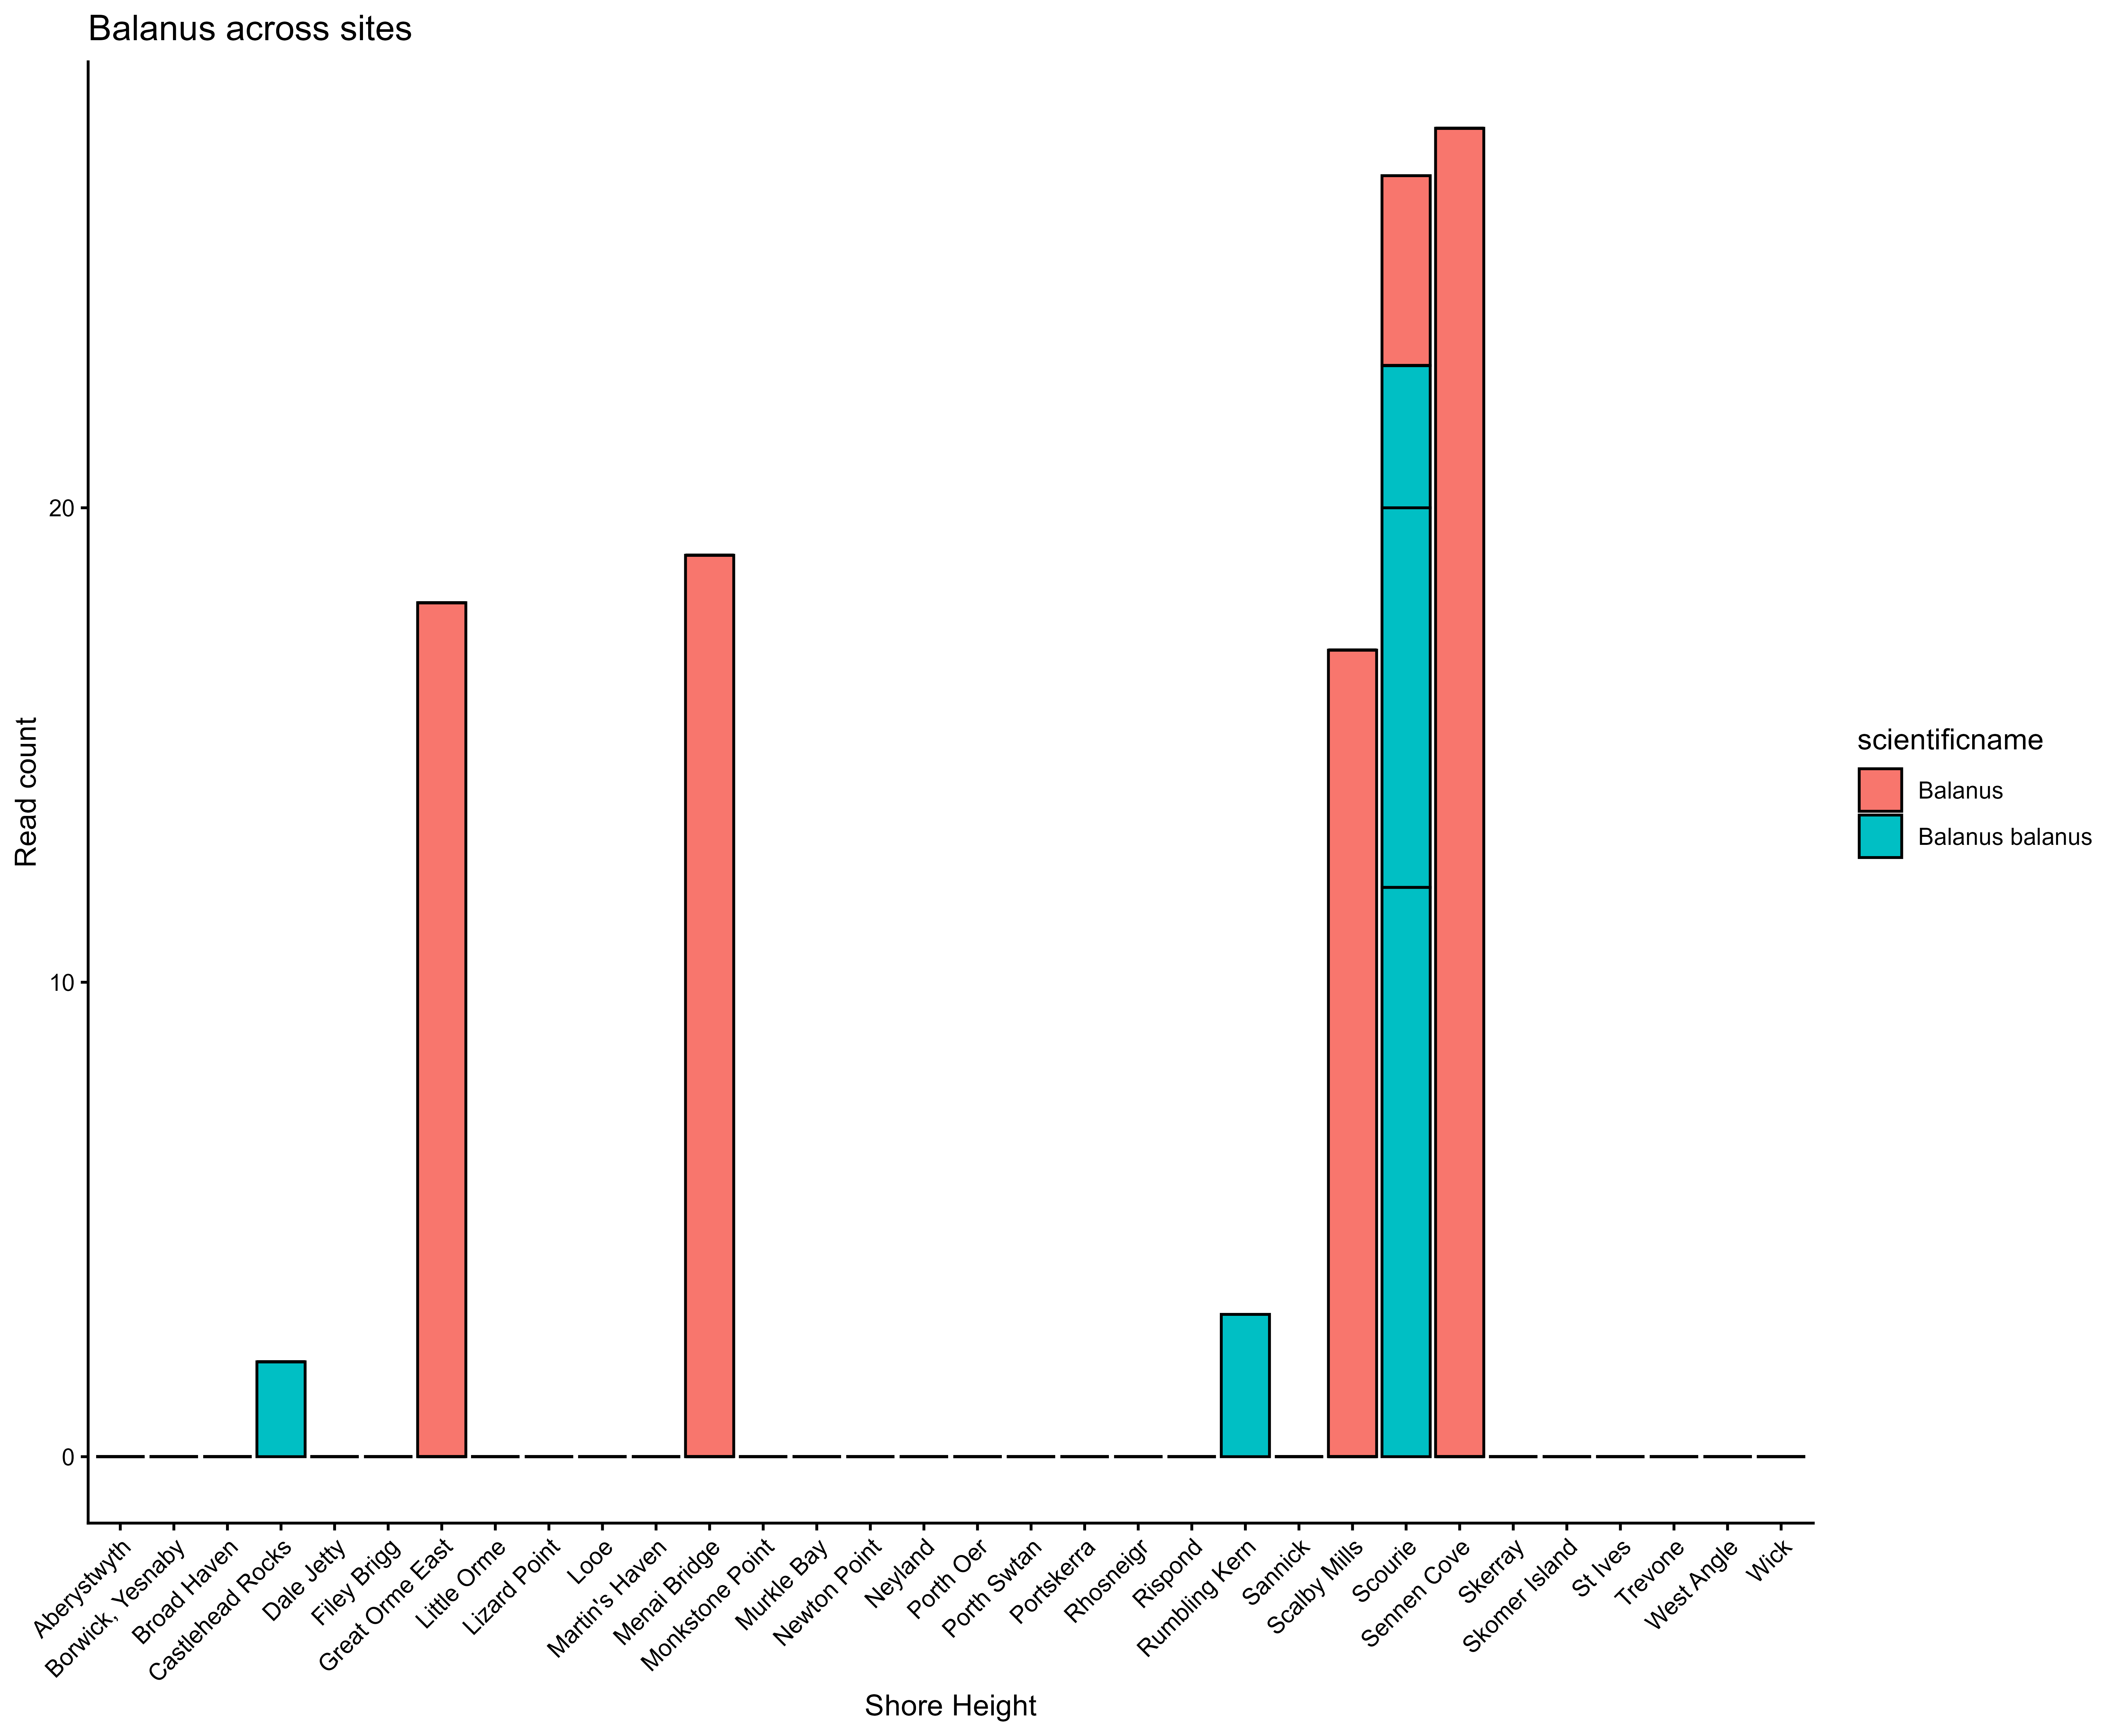 Balanus across sites
Read count
20
10
0
Aberystwyth
Borwick, Yesnaby
Broad Haven
Castlehead Rocks
Dale Jetty
Filey Brigg
Great Orme East
Little Orme
Lizard Point
Looe
Martin's Haven
Menai Bridge
Monkstone Point
Murkle Bay
Newton Point
Neyland
Porth Oer
Porth Swtan
Portskerra
Rhosneigr
Rispond
Rumbling Kern
Sannick
Scalby Mills
Scourie
Sennen Cove
Skerray
Skomer Island
St Ives
Trevone
West Angle
Wick
Shore Height
scientificname
Balanus
Balanus balanus